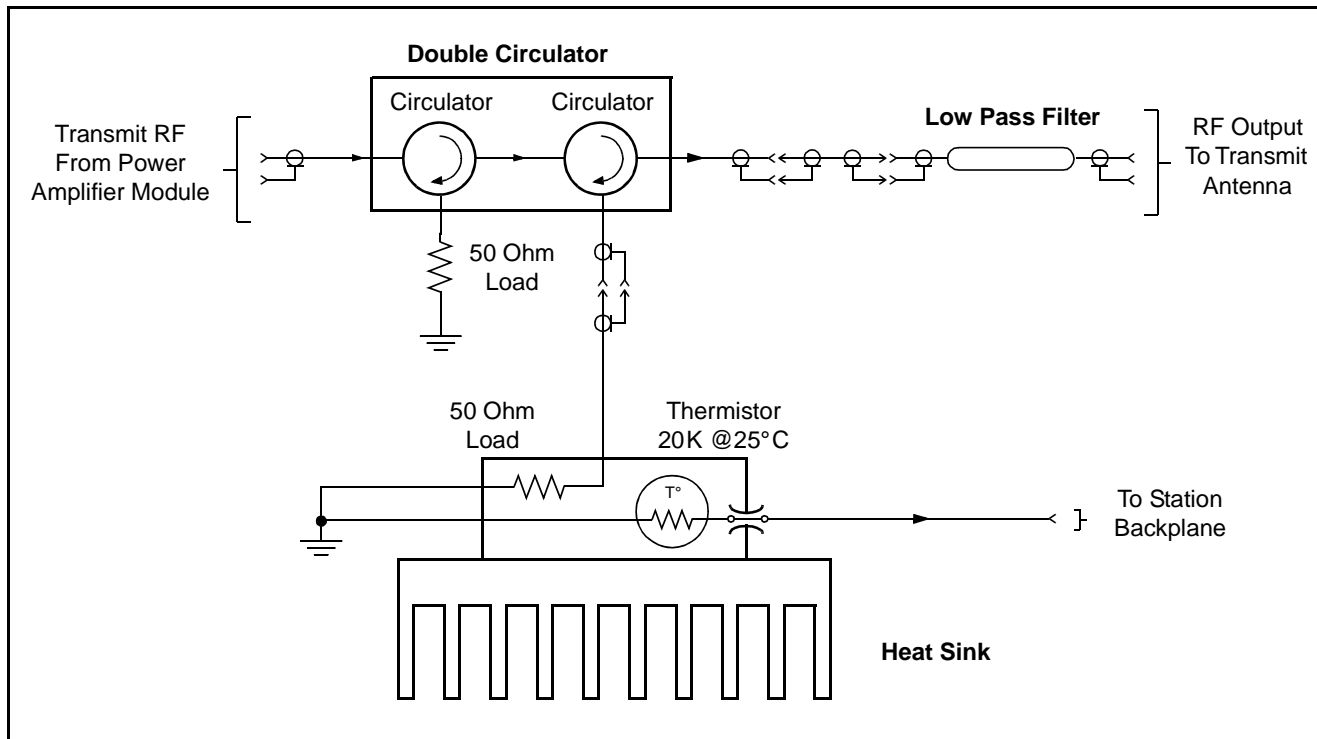 Double Circulator
Circulator
Circulator
Transmit RF
From Power
Amplifier Module
Low Pass Filter
RF Output
To Transmit
Antenna
50 Ohm
Load
50 Ohm
Load
Thermistor
20K @25°C
T°
To Station
Backplane
Heat Sink